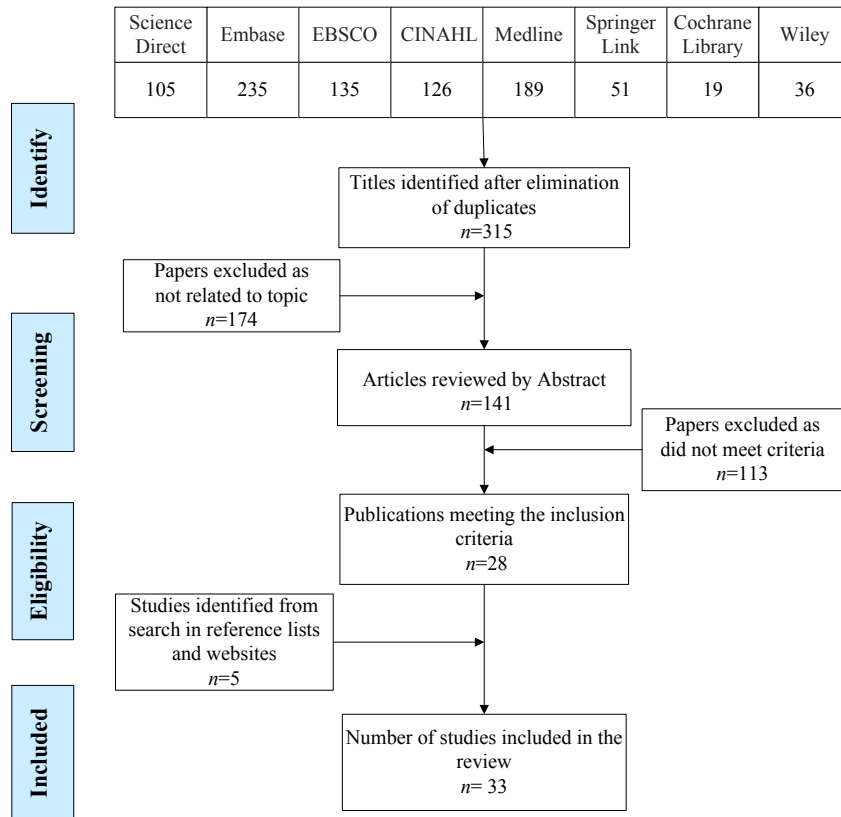 Science Direct
Embase
EBSCO
CINAHL
Medline
Springer Link
Cochrane Library
Wiley
105
235
135
126
189
51
19
36
Identify
Titles identified after elimination
of duplicates
n=315
Papers excluded as
not related to topic
n=174
Screening
Articles reviewed by Abstract
n=141
Papers excluded as
did not meet criteria
n=113
Eligibility
Publications meeting the inclusion
criteria
n=28
Studies identified from
search in reference lists
and websites
n=5
Included
Number of studies included in the
review
n= 33